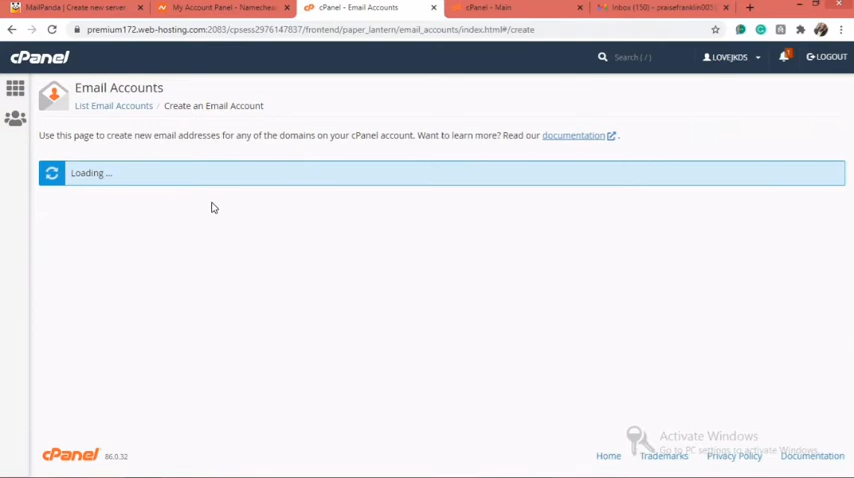 MailPanda | Create new server
My Account Panel - Namechea
cPanel - Email Accounts
cPanel - Main
Inbox (150) - praisefranklin005
premium172.web-hosting.com:2083/cpsess2976147837/frontend/paper_lantern/email_accounts/index.html#/create
cPanel
Search ( / )
LOVEJKDS
1
LOGOUT
Email Accounts
List Email Accounts / Create an Email Account
Use this page to create new email addresses for any of the domains on your cPanel account. Want to learn more? Read our documentation .
Loading ...
Activate Windows
Go to PC settings to activate Windows.
cPanel 86.0.32
Home Trademarks Privacy Policy Documentation